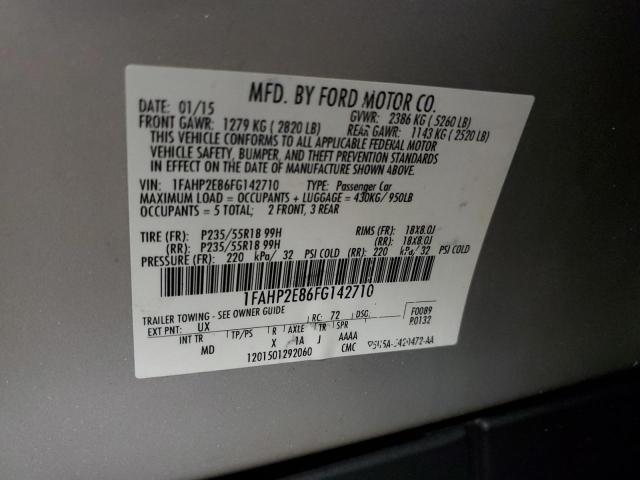 MFD. BY FORD MOTOR CO.
DATE: 01/15 GVWR: 2386 KG (5260 LB)
FRONT GAWR: 1279 KG (2820 LB) REAR GAWR: 1143 KG (2520 LB)
THIS VEHICLE CONFORMS TO ALL APPLICABLE FEDERAL MOTOR
VEHICLE SAFETY, BUMPER, AND THEFT PREVENTION STANDARDS
IN EFFECT ON THE DATE OF MANUFACTURE SHOWN ABOVE.
VIN: 1FAHP2E86FG142710 TYPE: Passenger Car
MAXIMUM LOAD = OCCUPANTS + LUGGAGE = 430KG / 950LB
OCCUPANTS = 5 TOTAL; 2 FRONT, 3 REAR
TIRE (FR): P235/55R18 99H RIMS (FR): 18X8.0J
(RR): P235/55R18 99H (RR): 18X8.0J
PRESSURE (FR): 220 kPa/ 32 PSI COLD (RR): 220 kPa/ 32 PSI COLD
1FAHP2E86FG142710
TRAILER TOWING - SEE OWNER GUIDE F0089
EXT PNT: UX RC: 72 DSO: P0132
INT TR TP/PS R AXLE TR SPR
MD X 1A J AAAA
1201501292060 CMC